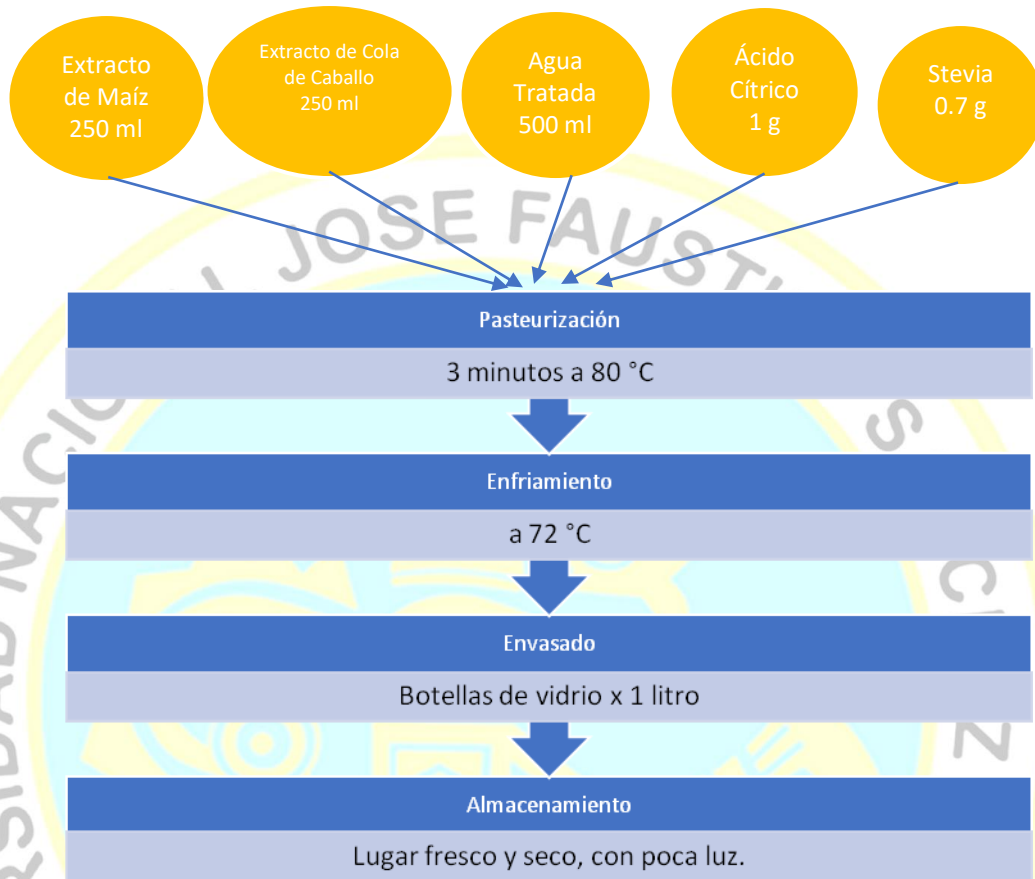 Extracto
de Maíz
250 ml
Extracto de Cola
de Caballo
250 ml
Agua
Tratada
500 ml
Ácido
Cítrico
1 g
Stevia
0.7 g
JOSE FAUSTI
Pasteurización
3 minutos a 80 °C
Enfriamiento
a 72 °C
Envasado
Botellas de vidrio x 1 litro
Almacenamiento
Lugar fresco y seco, con poca luz.